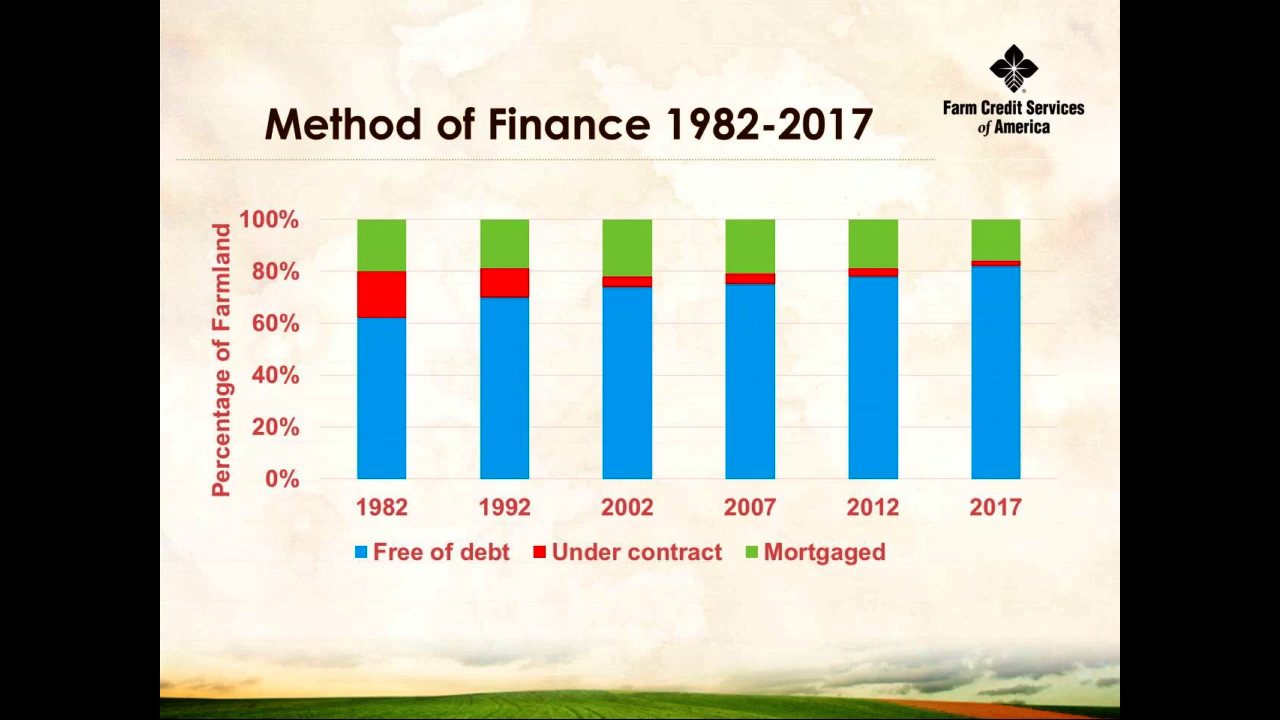 Farm Credit Services
of America
Method of Finance 1982-2017
Percentage of Farmland
100%
80%
60%
40%
20%
0%
1982 1992 2002 2007 2012 2017
Free of debt Under contract Mortgaged